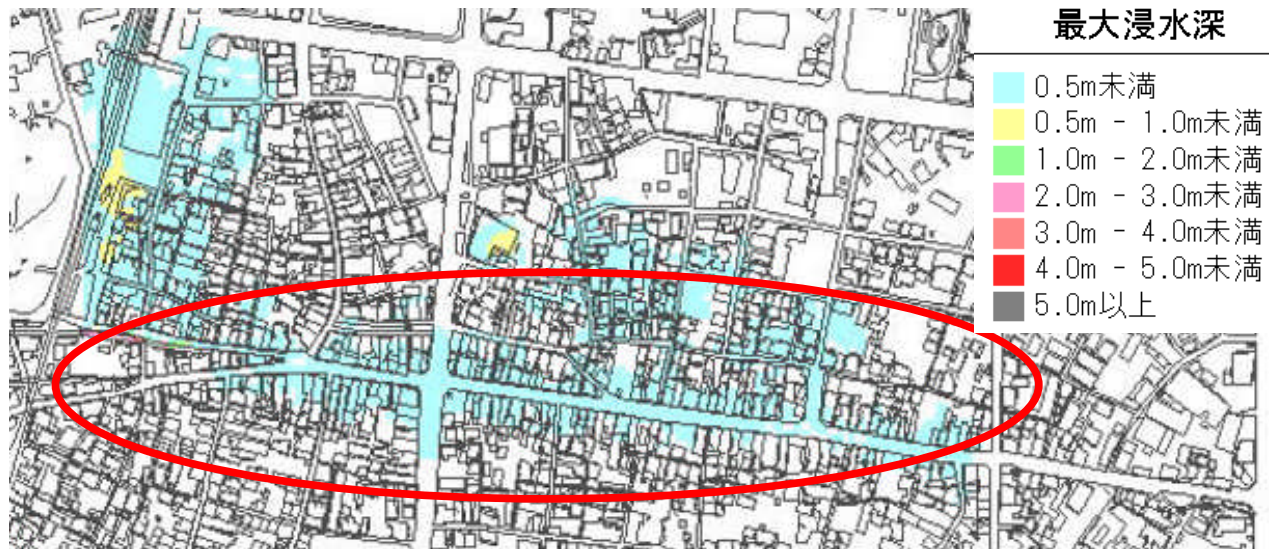 最大浸水深
0.5m未満
0.5m - 1.0m未満
1.0m - 2.0m未満
2.0m - 3.0m未満
3.0m - 4.0m未満
4.0m - 5.0m未満
5.0m以上